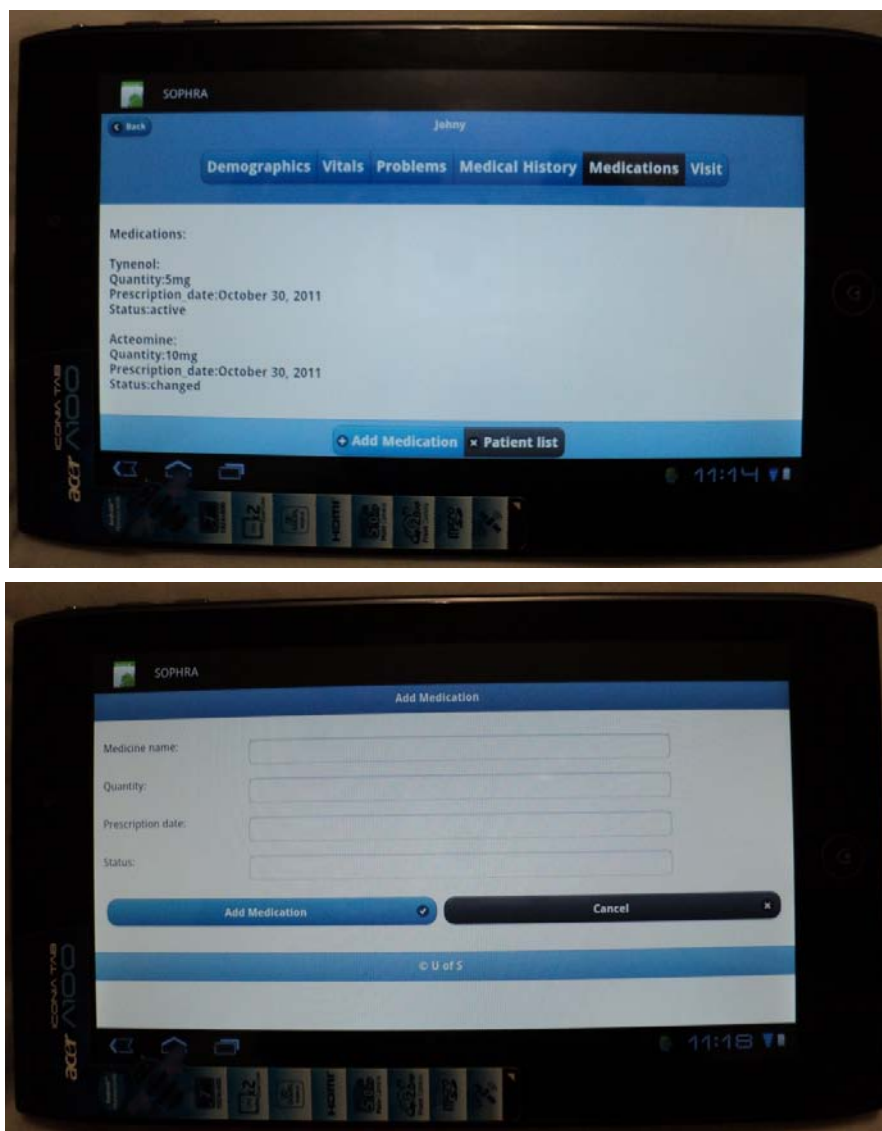 SOPHRA
Back
Johny
Demographics Vitals Problems Medical History Medications Visit
Medications:
Tynenol:
Quantity:5mg
Prescription_date:October 30, 2011
Status:active
Acteomine:
Quantity:10mg
Prescription_date:October 30, 2011
Status:changed
Add Medication Patient list
11:14
acer ICONIA TAB A100
HDMI
SOPHRA
Add Medication
Medicine name:
Quantity:
Prescription date:
Status:
Add Medication Cancel
© U of S
11:18
acer ICONIA TAB A100
HDMI